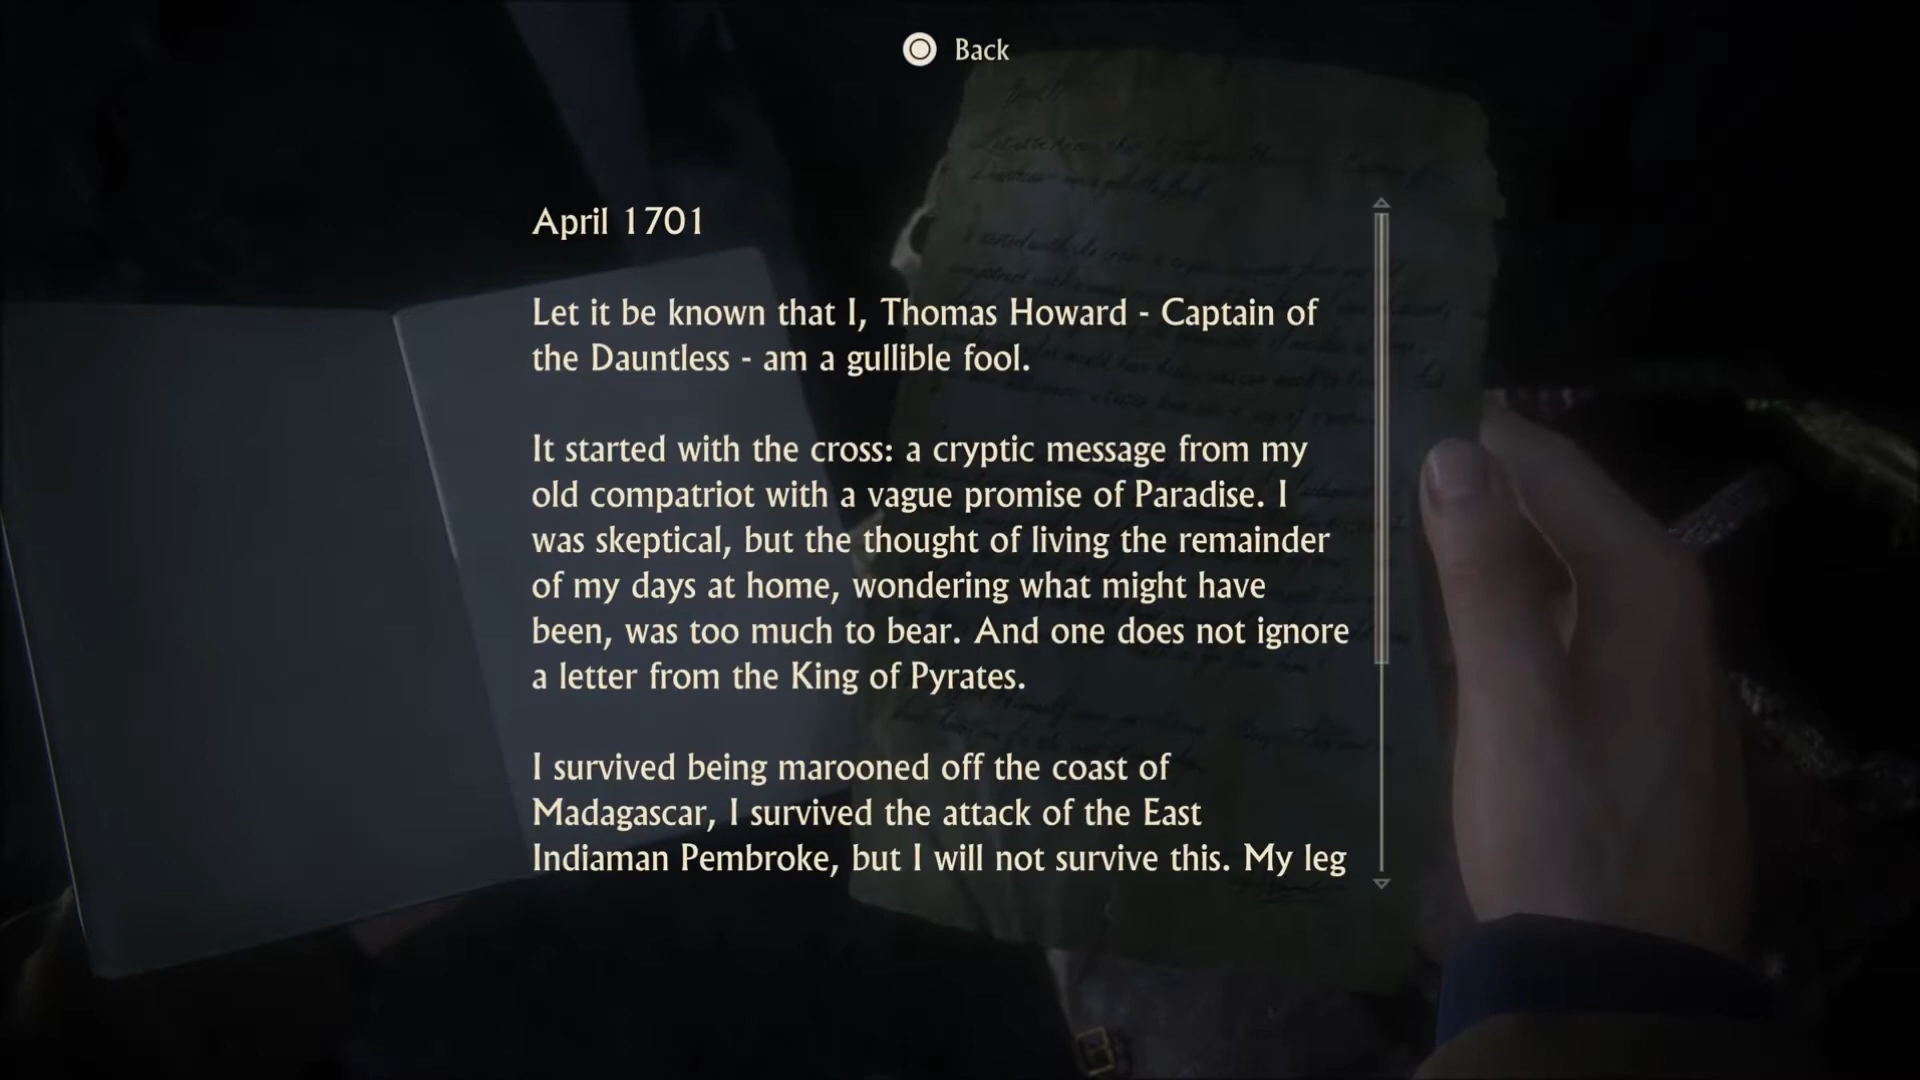 Back
April 1701
Let it be known that I, Thomas Howard - Captain of
the Dauntless - am a gullible fool.
It started with the cross: a cryptic message from my
old compatriot with a vague promise of Paradise. I
was skeptical, but the thought of living the remainder
of my days at home, wondering what might have
been, was too much to bear. And one does not ignore
a letter from the King of Pyrates.
I survived being marooned off the coast of
Madagascar, I survived the attack of the East
Indiaman Pembroke, but I will not survive this. My leg